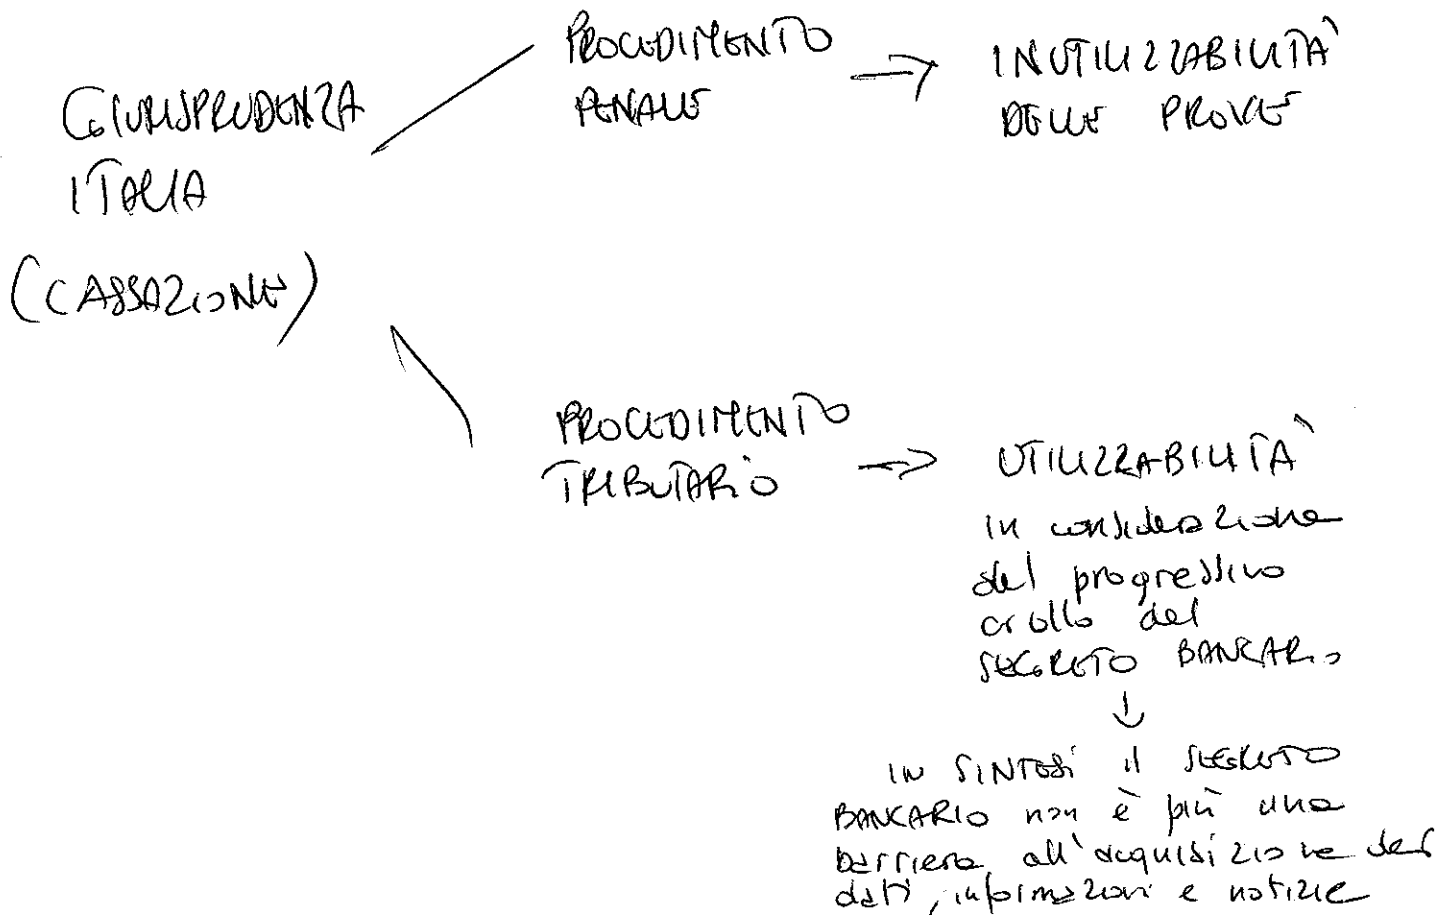 GIURISPRUDENZA
ITALIA
(CASSAZIONE)
PROCEDIMENTO
PENALE
→ INUTILIZZABILITÀ
DELLE PROVE
PROCEDIMENTO
TRIBUTARIO
→ UTILIZZABILITÀ
in considerazione
del progressivo
crollo del
SEGRETO BANCARIO
↓
IN SINTESI il SEGRETO
BANCARIO non è più una
barriera all'acquisizione dei
dati, informazioni e notizie